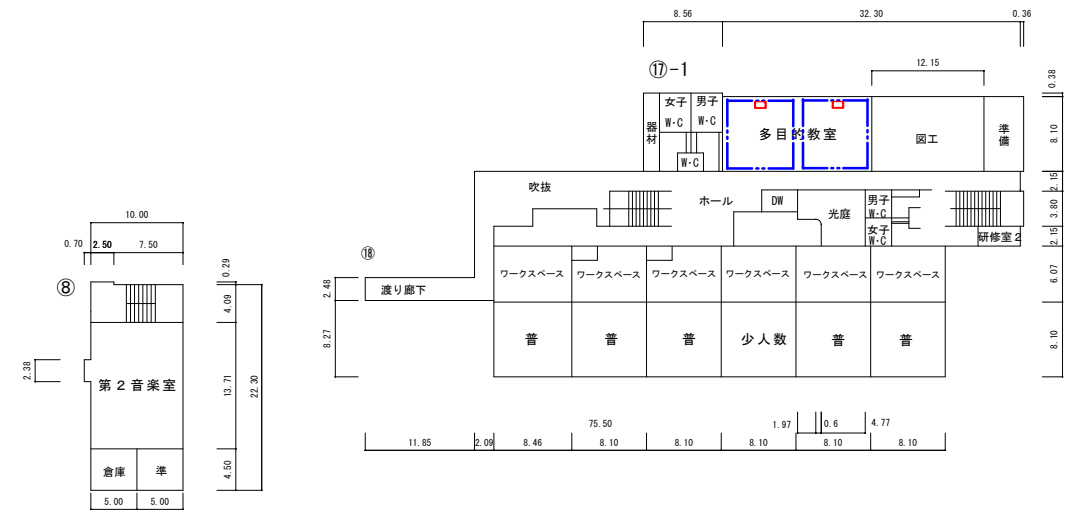 8.56
32.30
0.36
⑰-1
12.15
0.38
女子
男子
W・C
W・C
器材
W・C
多目的教室
図工
準備
8.10
2.15
3.80
2.15
6.07
8.10
吹抜
ホール
DW
光庭
男子
W・C
女子
W・C
研修室2
⑱
渡り廊下
2.48
8.27
ワークスペース
ワークスペース
ワークスペース
ワークスペース
ワークスペース
ワークスペース
普
普
普
少人数
普
普
75.50
1.97
0.6
4.77
11.85
2.09
8.46
8.10
8.10
8.10
8.10
8.10
10.00
0.70
2.50
7.50
⑧
0.29
4.09
2.38
第2音楽室
13.71
22.30
倉庫
準
4.50
5.00
5.00